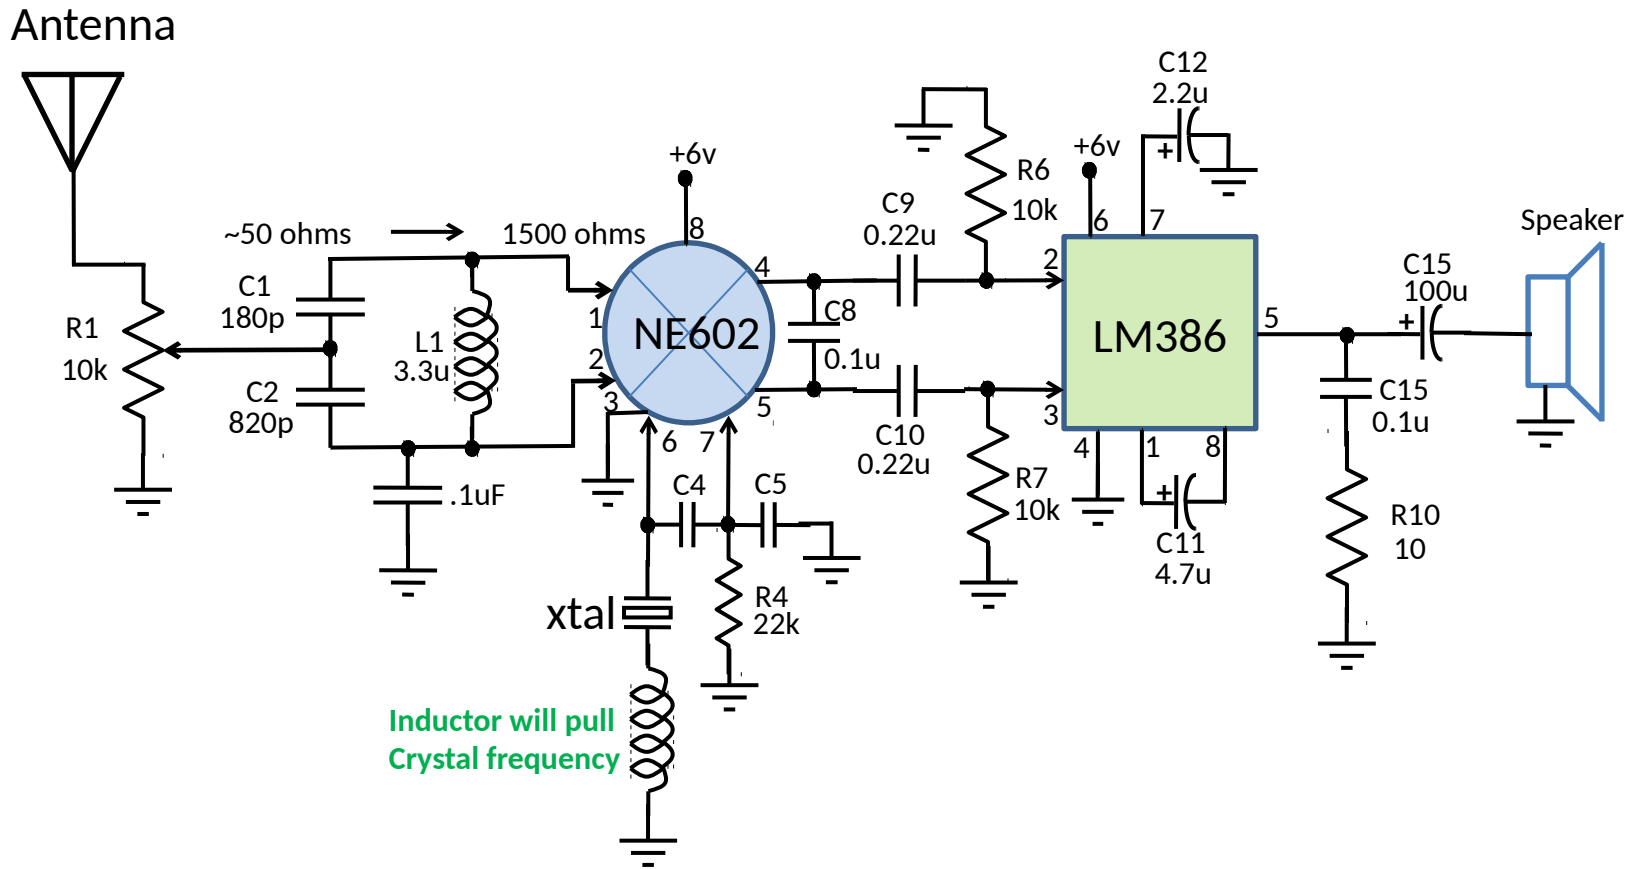 Antenna
~50 ohms
1500 ohms
C1
180p
R1
10k
C2
820p
L1
3.3u
.1uF
+6v
8
1
2
3
4
5
6
7
NE602
C4
C5
R4
22k
xtal
Inductor will pull
Crystal frequency
C8
0.1u
C9
0.22u
C10
0.22u
R6
10k
R7
10k
+6v
6
7
2
3
4
1
8
5
LM386
C12
2.2u
+
C11
4.7u
+
C15
100u
+
C15
0.1u
R10
10
Speaker